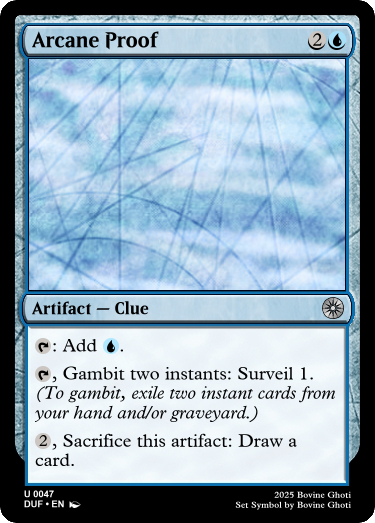 Arcane Proof 2
Artifact — Clue
: Add .
, Gambit two instants: Surveil 1.
(To gambit, exile two instant cards from
your hand and/or graveyard.)
2, Sacrifice this artifact: Draw a
card.
U 0047
DUF • EN
2025 Bovine Ghoti
Set Symbol by Bovine Ghoti